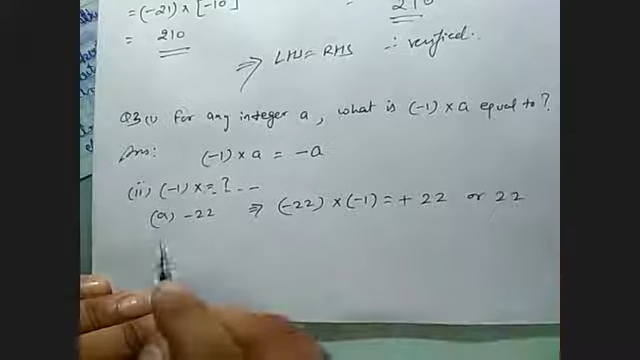 = (-21) × [-10]
= 210
210
⇒ LHS = RHS ∴ verified.
Q3(i) For any integer a, what is (-1) × a equal to?
Ans: (-1) × a = -a
(ii) (-1) × = ? - - -
(a) -22 ⇒ (-22) × (-1) = + 22 or 22